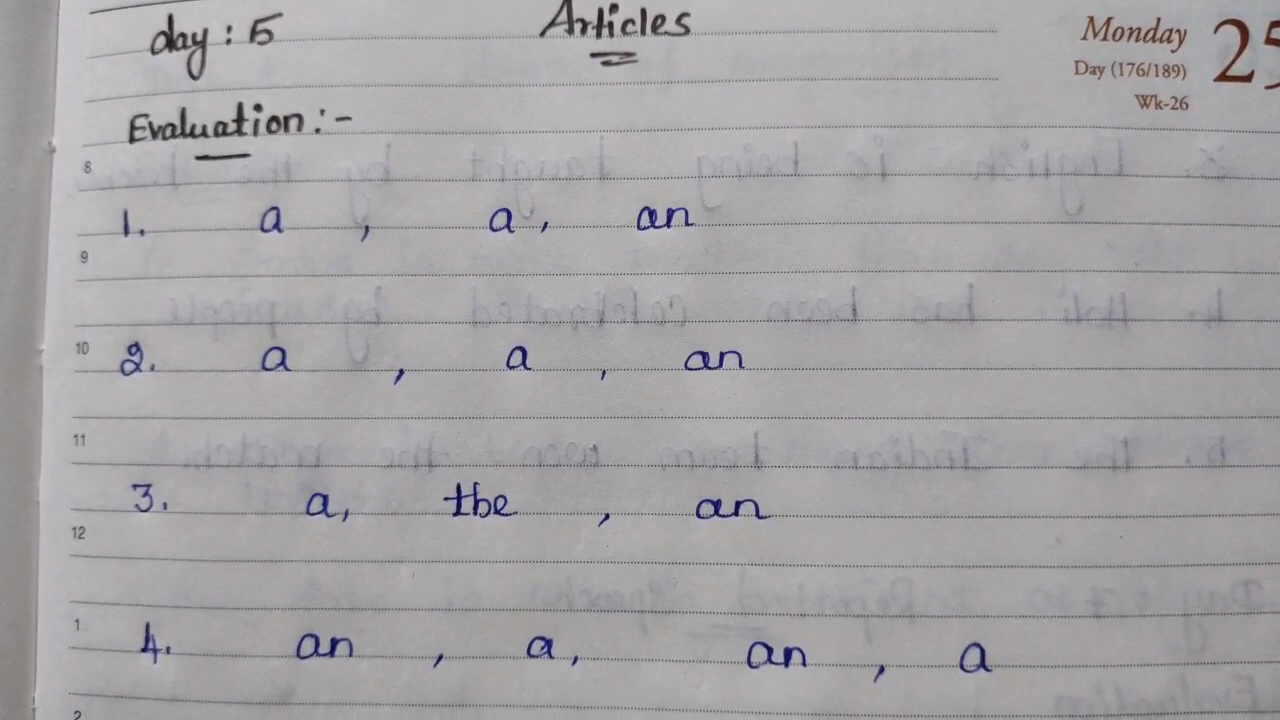 day : 5 Articles Monday 25
Day (176/189)
Wk-26
Evaluation :-
8
1. a , a , an
9
10 2. a , a , an
11
3. a, the , an
12
1 4. an , a, an , a
2